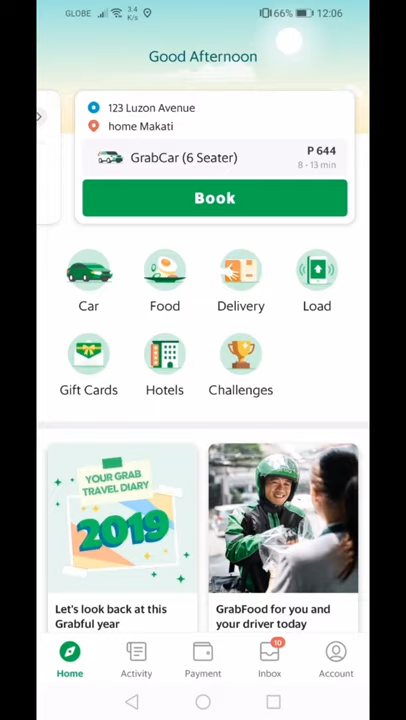 GLOBE 3.4 K/s 66% 12:06
Good Afternoon
123 Luzon Avenue
home Makati
GrabCar (6 Seater) P 644
8 - 13 min
Book
Car Food Delivery Load
Gift Cards Hotels Challenges
YOUR GRAB
TRAVEL DIARY
2019
Let's look back at this
Grabful year
GrabFood for you and
your driver today
10
Home Activity Payment Inbox Account